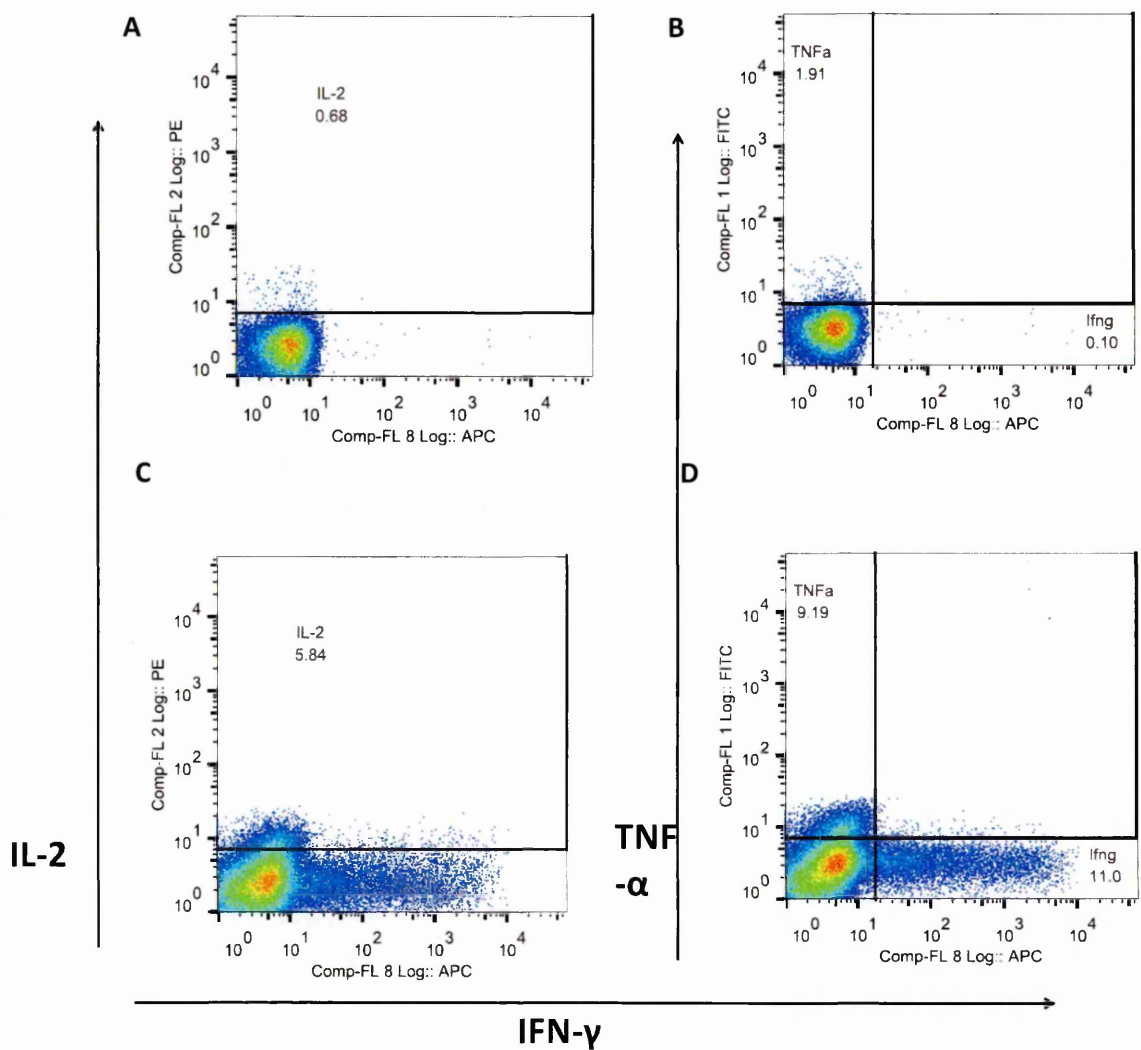 A
Comp-FL 2 Log:: PE
10^4
10^3
10^2
10^1
10^0
IL-2
0.68
10^0 10^1 10^2 10^3 10^4
Comp-FL 8 Log:: APC
B
Comp-FL 1 Log:: FITC
10^4
10^3
10^2
10^1
10^0
TNFa
1.91
Ifng
0.10
10^0 10^1 10^2 10^3 10^4
Comp-FL 8 Log:: APC
C
Comp-FL 2 Log:: PE
10^4
10^3
10^2
10^1
10^0
IL-2
5.84
10^0 10^1 10^2 10^3 10^4
Comp-FL 8 Log:: APC
D
Comp-FL 1 Log:: FITC
10^4
10^3
10^2
10^1
10^0
TNFa
9.19
Ifng
11.0
10^0 10^1 10^2 10^3 10^4
Comp-FL 8 Log:: APC
IL-2
TNF
-α
IFN-γ